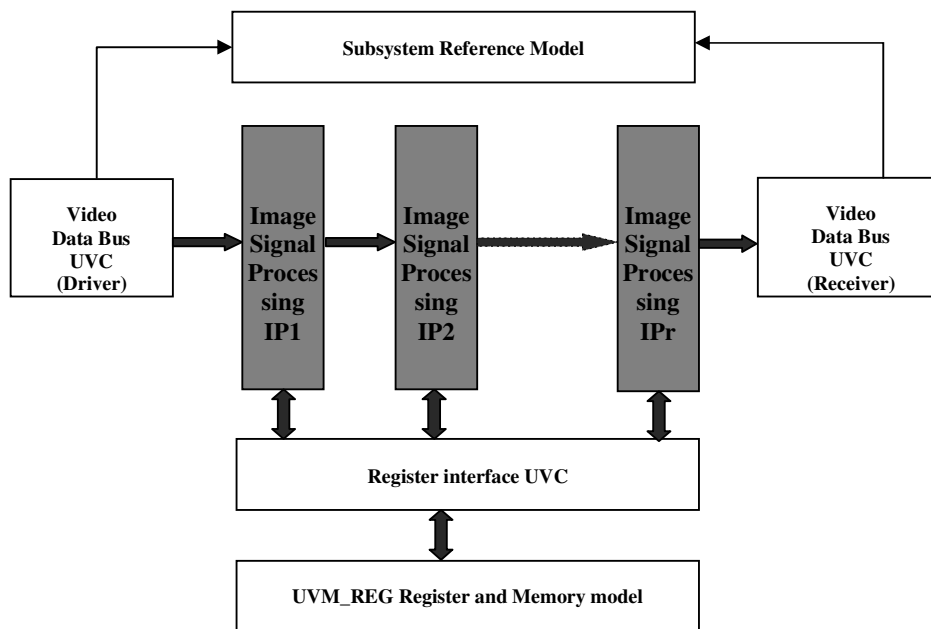 Subsystem Reference Model
Video
Data Bus
UVC
(Driver)
Image
Signal
Proces
sing
IP1
Image
Signal
Proces
sing
IP2
Image
Signal
Proces
sing
IPr
Video
Data Bus
UVC
(Receiver)
Register interface UVC
UVM_REG Register and Memory model